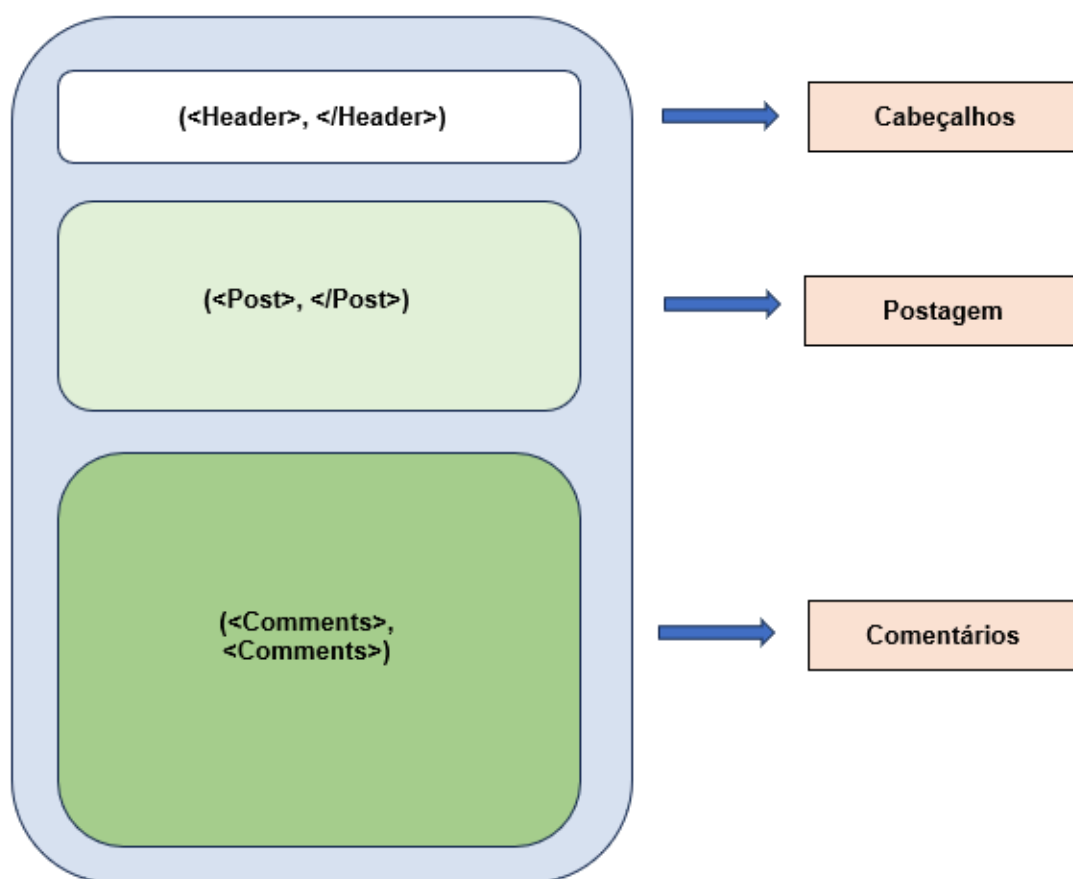 (<Header>, </Header>)
Cabeçalhos
(<Post>, </Post>)
Postagem
(<Comments>,
<Comments>)
Comentários